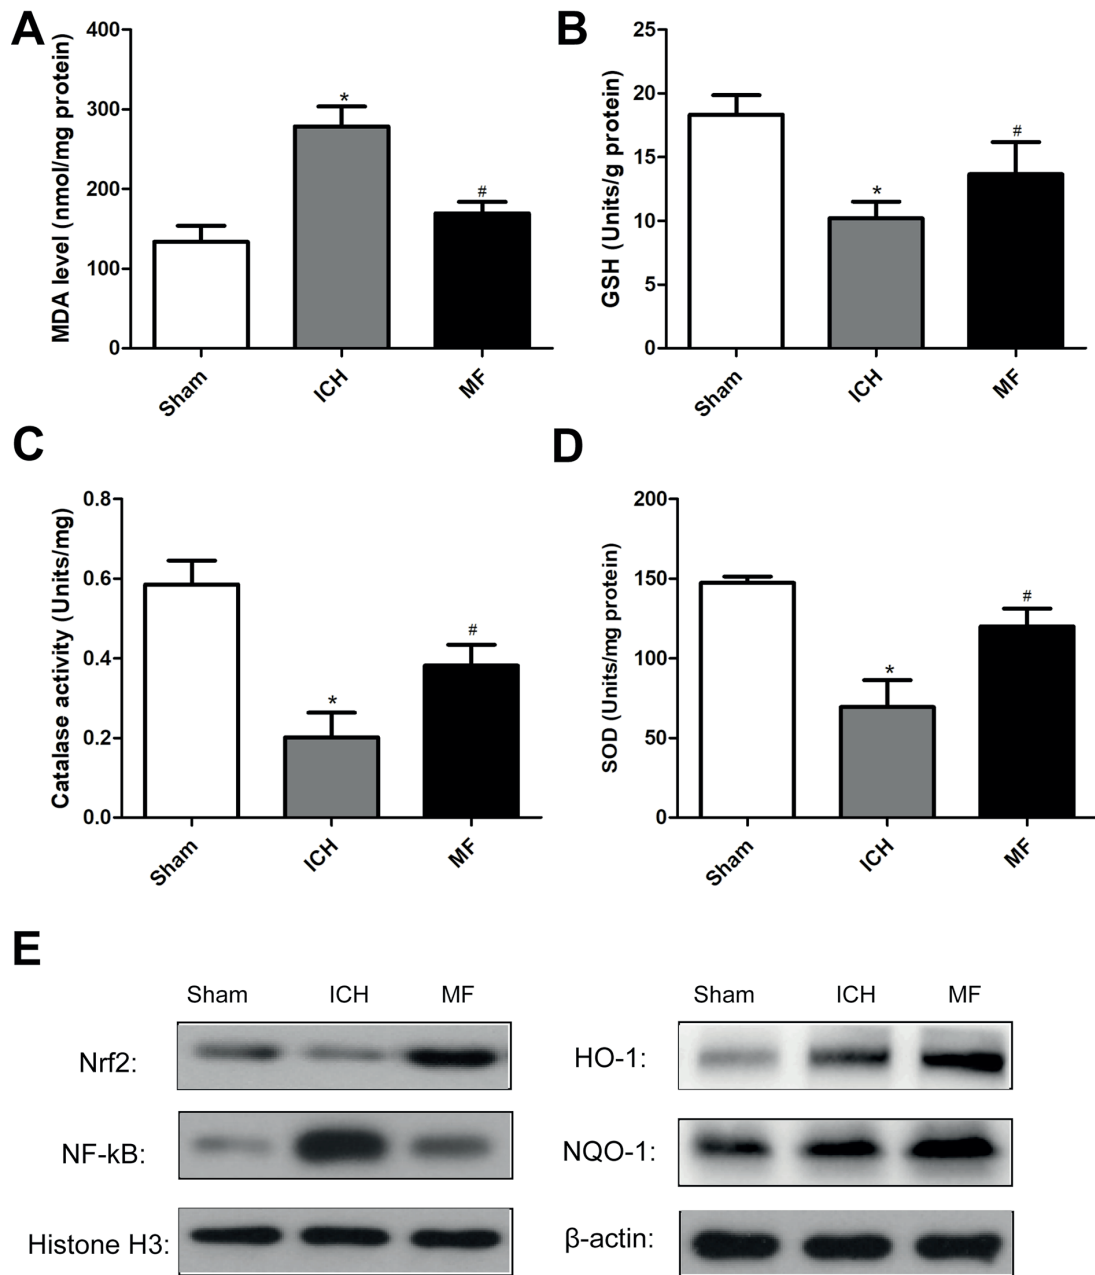 A
MDA level (nmol/mg protein)
400
300
200
100
0
*
#
Sham
ICH
MF
B
GSH (Units/g protein)
25
20
15
10
5
0
*
#
Sham
ICH
MF
C
Catalase activity (Units/mg)
0.8
0.6
0.4
0.2
0.0
*
#
Sham
ICH
MF
D
SOD (Units/mg protein)
200
150
100
50
0
*
#
Sham
ICH
MF
E
Sham ICH MF
Nrf2:
NF-kB:
Histone H3:
Sham ICH MF
HO-1:
NQO-1:
β-actin: